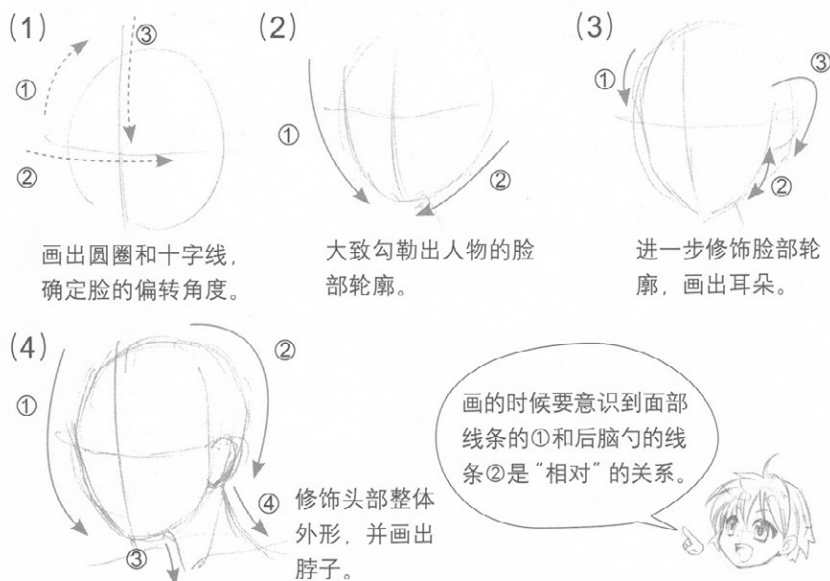 (1)
①
②
③
画出圆圈和十字线，
确定脸的偏转角度。
(2)
①
②
大致勾勒出人物的脸
部轮廓。
(3)
①
②
③
进一步修饰脸部轮
廓，画出耳朵。
(4)
①
②
③
④
修饰头部整体
外形，并画出
脖子。
画的时候要意识到面部
线条的①和后脑勺的线
条②是“相对”的关系。